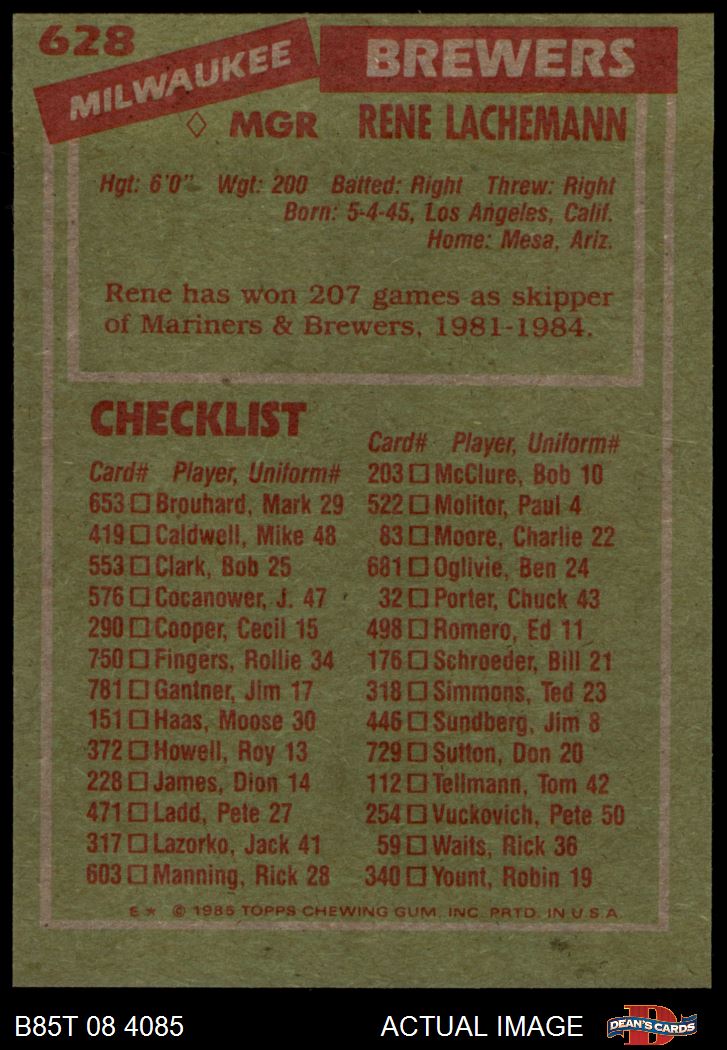 628
MILWAUKEE BREWERS
◇ MGR RENE LACHEMANN
Hgt: 6'0" Wgt: 200 Batted: Right Threw: Right
Born: 5-4-45, Los Angeles, Calif.
Home: Mesa, Ariz.
Rene has won 207 games as skipper
of Mariners & Brewers, 1981-1984.
CHECKLIST
Card# Player, Uniform#
653 □ Brouhard, Mark 29
419 □ Caldwell, Mike 48
553 □ Clark, Bob 25
576 □ Cocanower, J. 47
290 □ Cooper, Cecil 15
750 □ Fingers, Rollie 34
781 □ Gantner, Jim 17
151 □ Haas, Moose 30
372 □ Howell, Roy 13
228 □ James, Dion 14
471 □ Ladd, Pete 27
317 □ Lazorko, Jack 41
603 □ Manning, Rick 28
Card# Player, Uniform#
203 □ McClure, Bob 10
522 □ Molitor, Paul 4
83 □ Moore, Charlie 22
681 □ Oglivie, Ben 24
32 □ Porter, Chuck 43
498 □ Romero, Ed 11
176 □ Schroeder, Bill 21
318 □ Simmons, Ted 23
446 □ Sundberg, Jim 8
729 □ Sutton, Don 20
112 □ Tellmann, Tom 42
254 □ Vuckovich, Pete 50
59 □ Waits, Rick 36
340 □ Yount, Robin 19
E* © 1985 TOPPS CHEWING GUM, INC. PRTD. IN U.S.A.
B85T 08 4085 ACTUAL IMAGE
DEAN'S CARDS